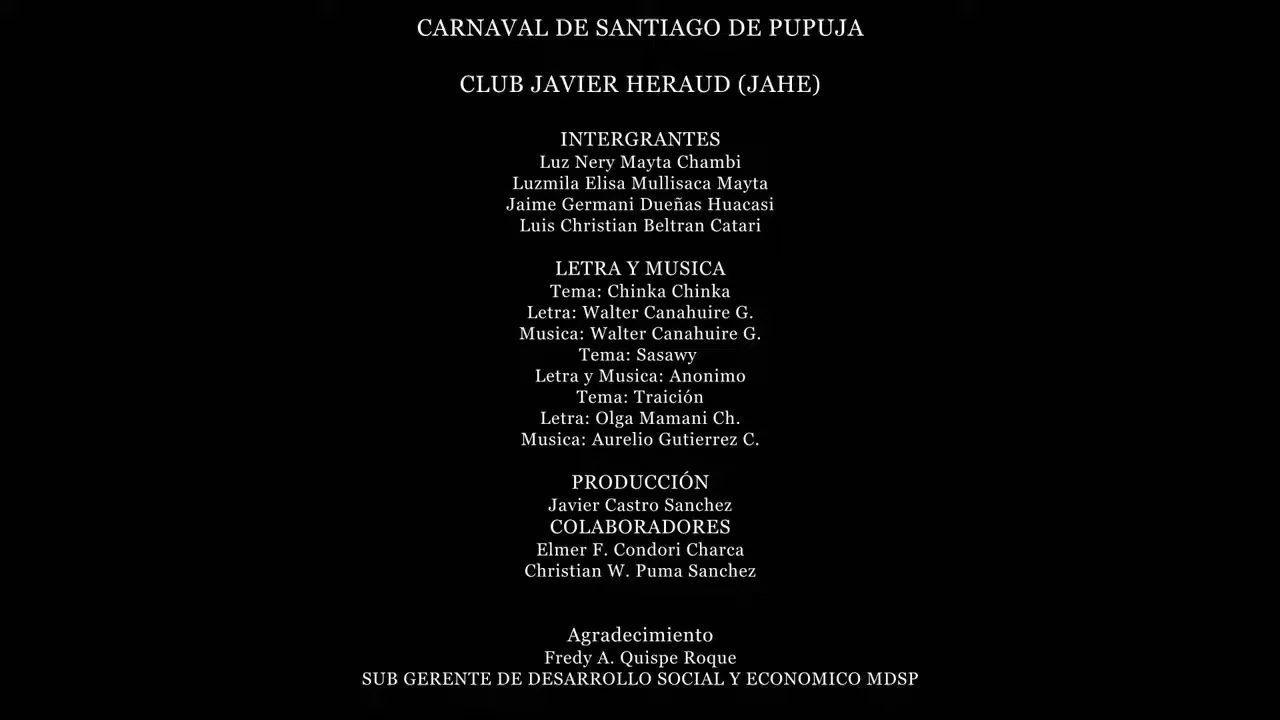 CARNAVAL DE SANTIAGO DE PUPUJA
CLUB JAVIER HERAUD (JAHE)
INTERGRANTES
Luz Nery Mayta Chambi
Luzmila Elisa Mullisaca Mayta
Jaime Germani Dueñas Huacasi
Luis Christian Beltran Catari
LETRA Y MUSICA
Tema: Chinka Chinka
Letra: Walter Canahuire G.
Musica: Walter Canahuire G.
Tema: Sasawy
Letra y Musica: Anonimo
Tema: Traición
Letra: Olga Mamani Ch.
Musica: Aurelio Gutierrez C.
PRODUCCIÓN
Javier Castro Sanchez
COLABORADORES
Elmer F. Condori Charca
Christian W. Puma Sanchez
Agradecimiento
Fredy A. Quispe Roque
SUB GERENTE DE DESARROLLO SOCIAL Y ECONOMICO MDSP